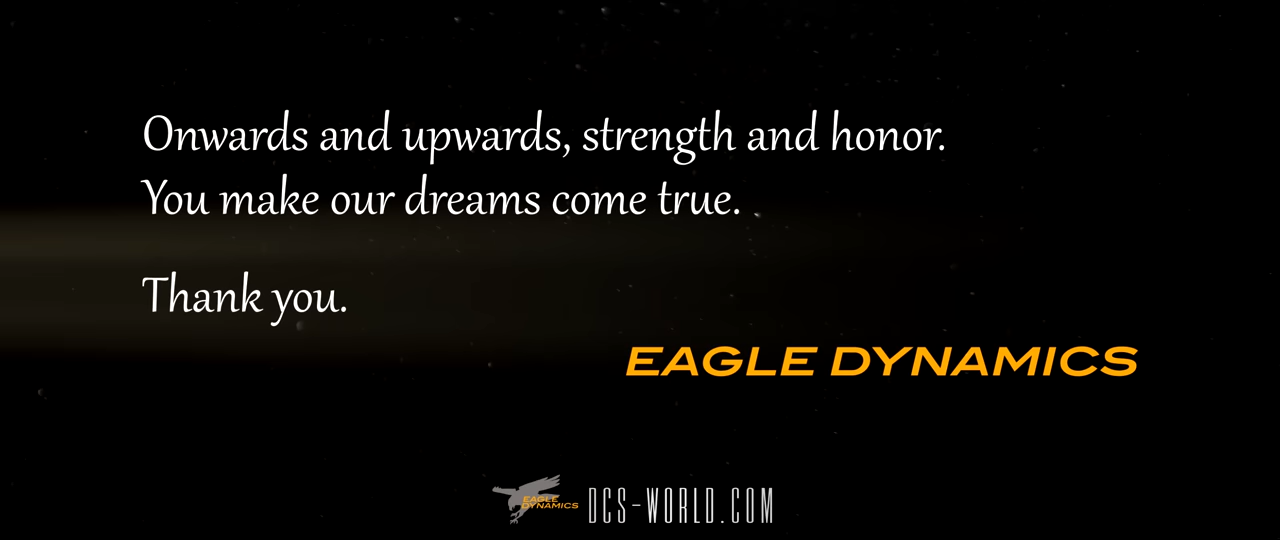 Onwards and upwards, strength and honor.
You make our dreams come true.
Thank you.
EAGLE DYNAMICS
EAGLE
DYNAMICS
DCS-WORLD.COM